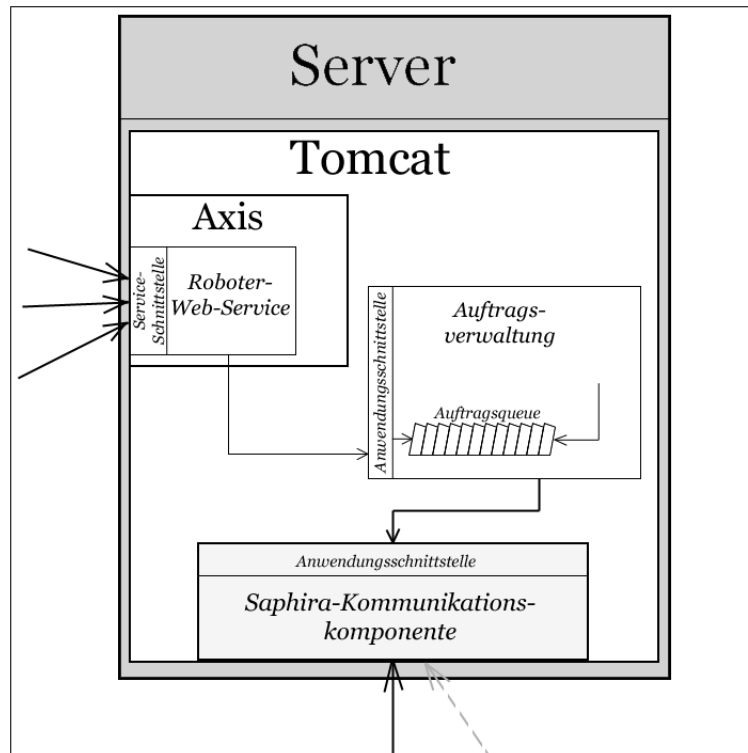 Server
Tomcat
Axis
Service-
Schnittstelle
Roboter-
Web-Service
Anwendungsschnittstelle
Auftrags-
verwaltung
Auftragsqueue
Anwendungsschnittstelle
Saphira-Kommunikations-
komponente